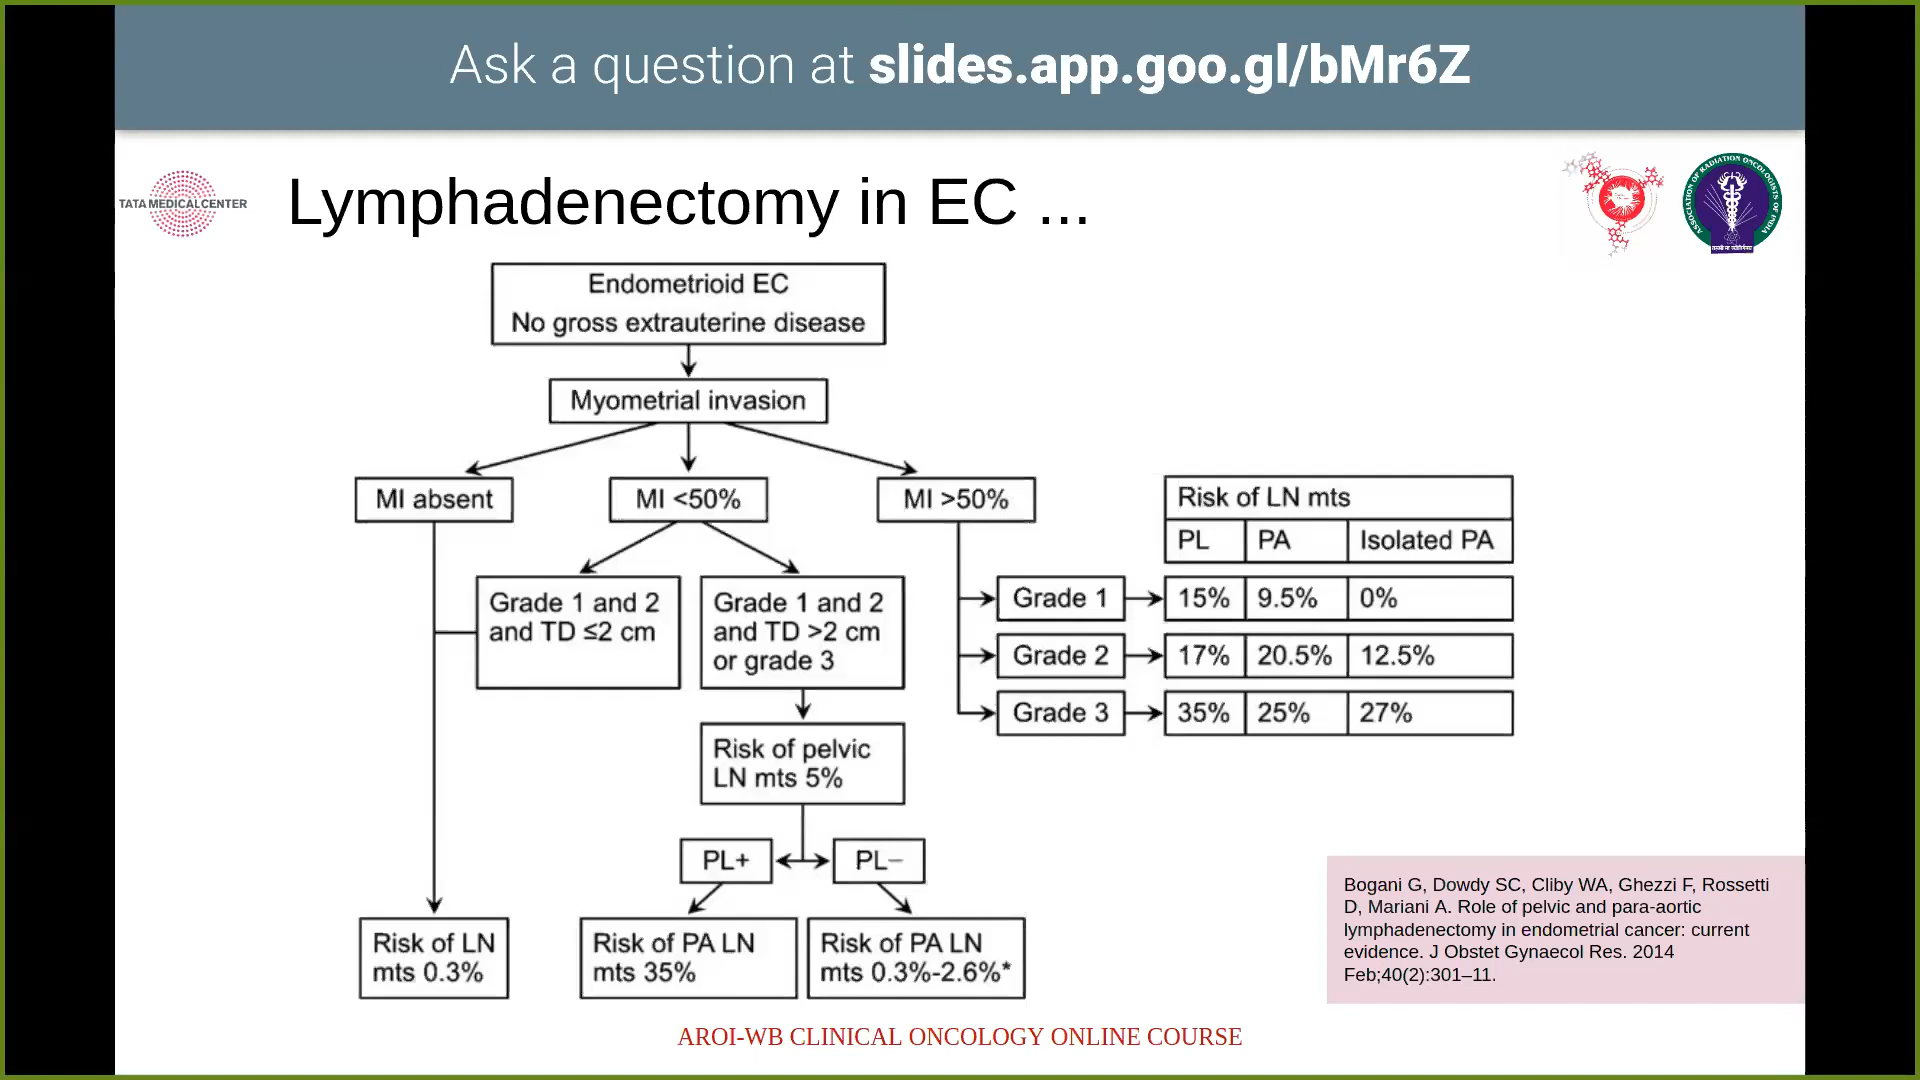 Ask a question at slides.app.goo.gl/bMr6Z
TATA MEDICAL CENTER
Lymphadenectomy in EC ...
ASSOCIATION OF RADIATION ONCOLOGISTS OF INDIA
Endometrioid EC
No gross extrauterine disease
Myometrial invasion
MI absent
MI <50%
MI >50%
Risk of LN mts
PL PA Isolated PA
Grade 1 and 2
and TD ≤2 cm
Grade 1 and 2
and TD >2 cm
or grade 3
Grade 1 15% 9.5% 0%
Grade 2 17% 20.5% 12.5%
Grade 3 35% 25% 27%
Risk of pelvic
LN mts 5%
PL+
PL−
Risk of LN
mts 0.3%
Risk of PA LN
mts 35%
Risk of PA LN
mts 0.3%-2.6%*
Bogani G, Dowdy SC, Cliby WA, Ghezzi F, Rossetti
D, Mariani A. Role of pelvic and para-aortic
lymphadenectomy in endometrial cancer: current
evidence. J Obstet Gynaecol Res. 2014
Feb;40(2):301–11.
AROI-WB CLINICAL ONCOLOGY ONLINE COURSE